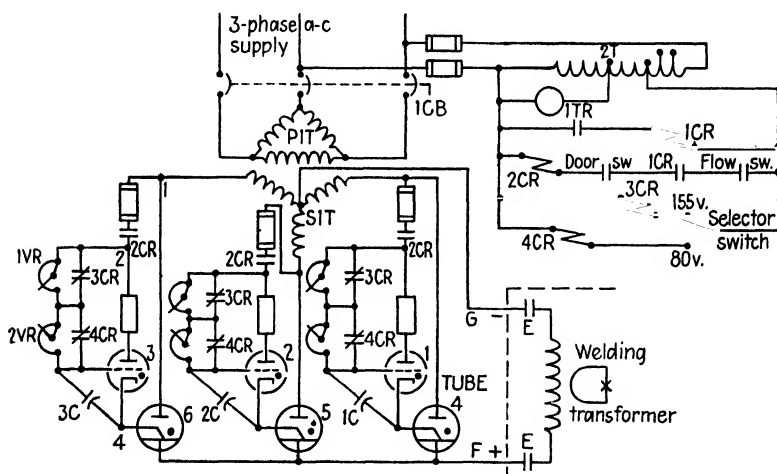 3-phase a-c
supply
1CB
P1T
S1T
2T
1TR
1CR
2CR
Door sw
1CR
Flow sw.
3CR
155v.
Selector
switch
4CR
80v.
1
2
2CR
2CR
2CR
1VR
3CR
3CR
3CR
2VR
4CR
4CR
4CR
3
2
1
3C
2C
1C
4
6
5
TUBE
4
G -
E
Welding
transformer
F +
E